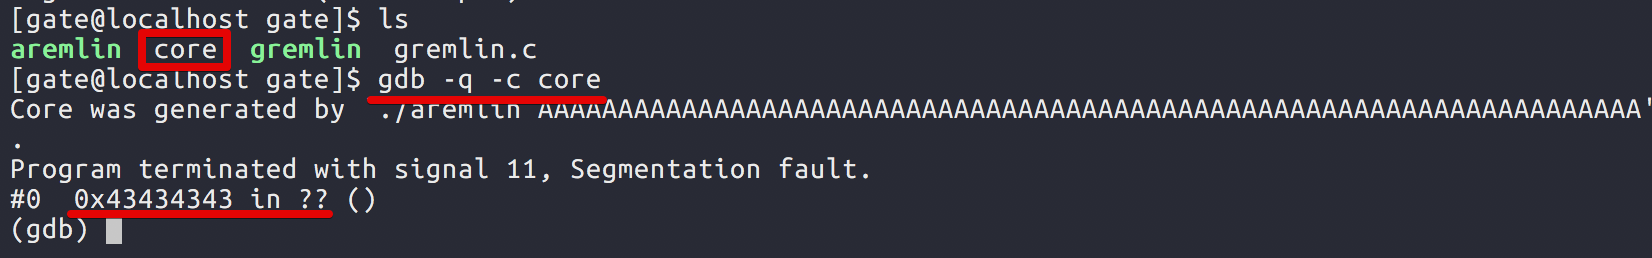 [gate@localhost gate]$ ls
aremlin core gremlin gremlin.c
[gate@localhost gate]$ gdb -q -c core
Core was generated by `./aremlin AAAAAAAAAAAAAAAAAAAAAAAAAAAAAAAAAAAAAAAAAAAAAAAAAAAAAAAAAAAAAAAAAAAAA'
.
Program terminated with signal 11, Segmentation fault.
#0 0x43434343 in ?? ()
(gdb)